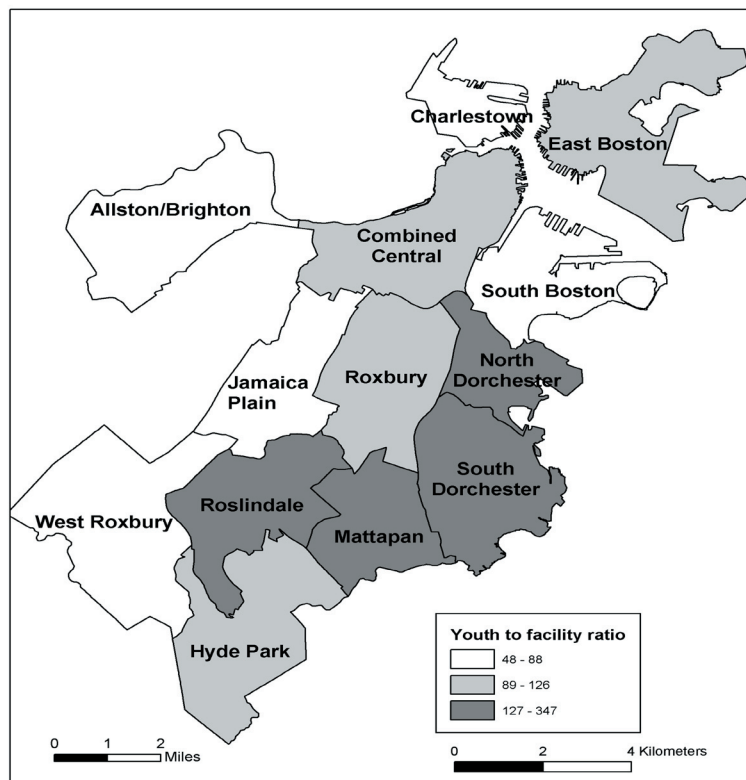 Charlestown
East Boston
Allston/Brighton
Combined
Central
South Boston
North
Dorchester
Jamaica
Plain
Roxbury
South
Dorchester
Roslindale
West Roxbury
Mattapan
Hyde Park
Youth to facility ratio
48 - 88
89 - 126
127 - 347
0 1 2
Miles
0 2 4 Kilometers